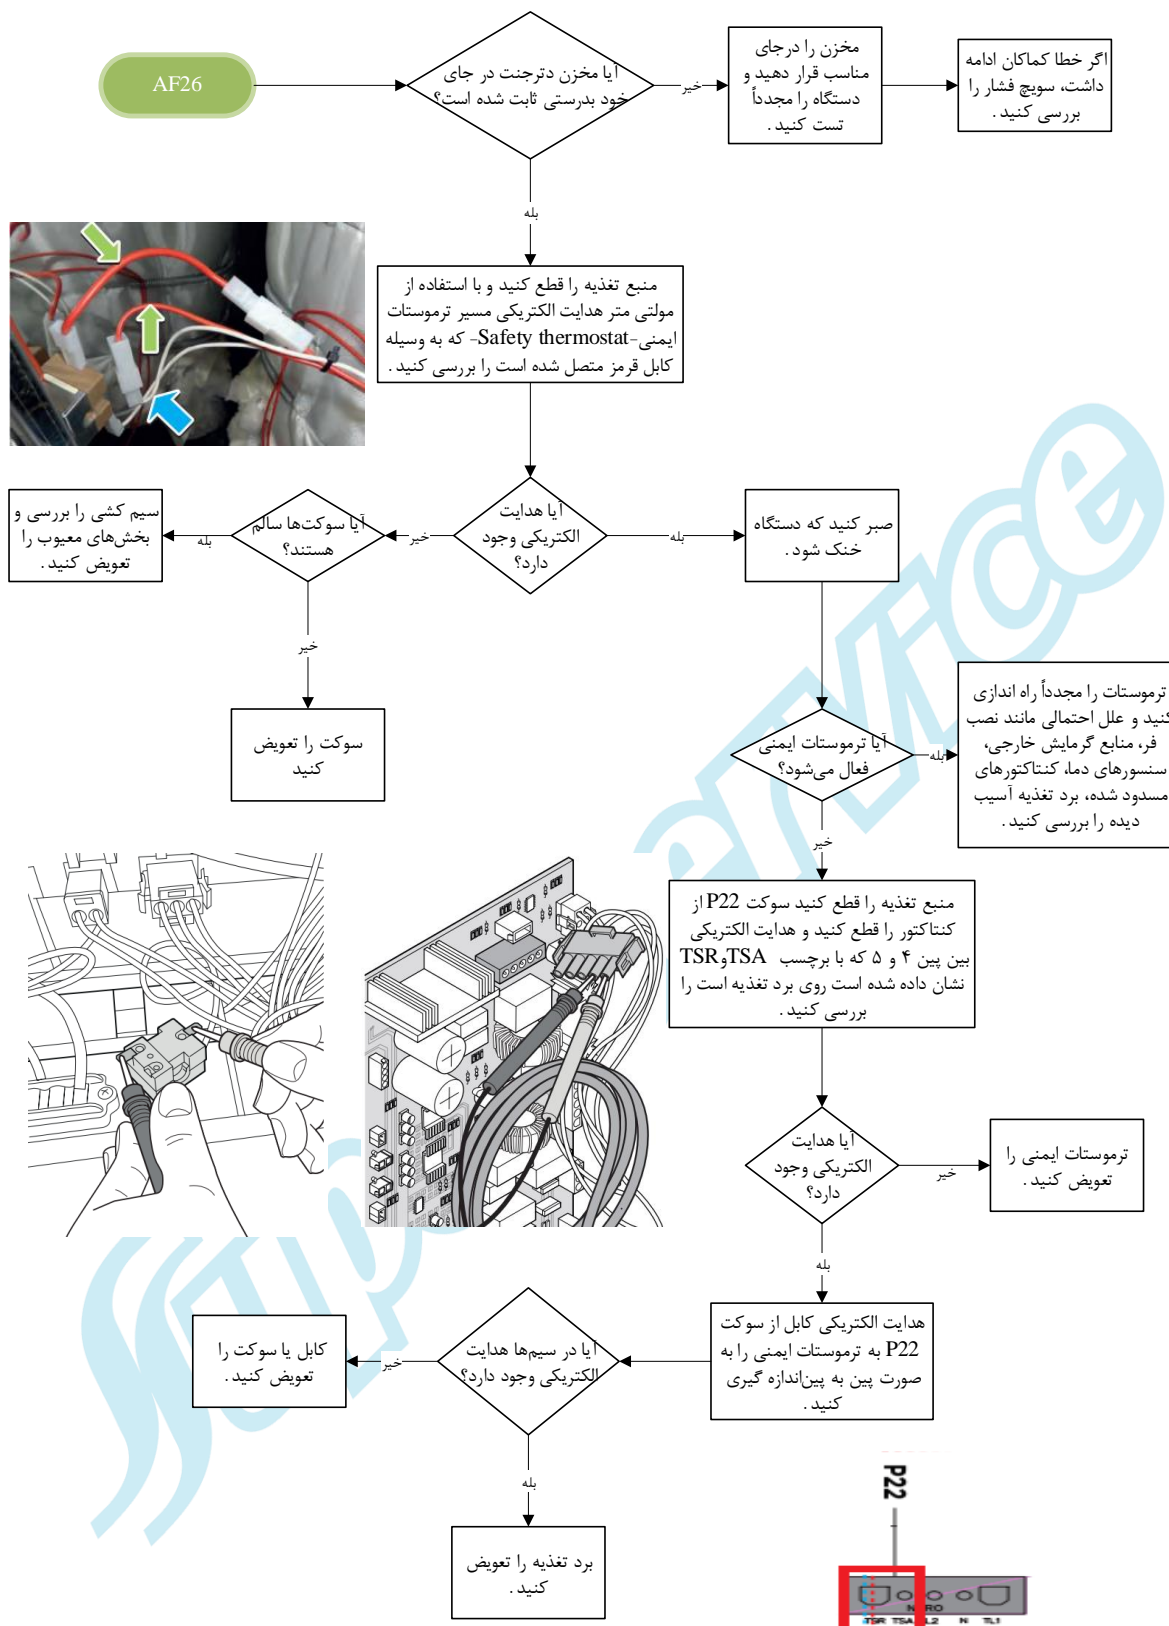 AF26
آیا مخزن دترجنت در جای
خود بدرستی ثابت شده است؟
خیر
مخزن را درجای
مناسب قرار دهید و
دستگاه را مجدداً
تست کنید.
اگر خطا کماکان ادامه
داشت، سویچ فشار را
بررسی کنید.
بله
منبع تغذیه را قطع کنید و با استفاده از
مولتی متر هدایت الکتریکی مسیر ترموستات
ایمنی-Safety thermostat- که به وسیله
کابل قرمز متصل شده است را بررسی کنید.
آیا هدایت
الکتریکی وجود
دارد؟
خیر
آیا سوکت‌ها سالم
هستند؟
بله
سیم کشی را بررسی و
بخش‌های معیوب را
تعویض کنید.
خیر
سوکت را تعویض
کنید
بله
صبر کنید که دستگاه
خنک شود.
آیا ترموستات ایمنی
فعال می‌شود؟
بله
ترموستات را مجدداً راه اندازی
کنید و علل احتمالی مانند نصب
فر، منابع گرمایش خارجی،
سنسورهای دما، کنتاکتورهای
مسدود شده، برد تغذیه آسیب
دیده را بررسی کنید.
خیر
منبع تغذیه را قطع کنید سوکت P22 از
کنتاکتور را قطع کنید و هدایت الکتریکی
بین پین ۴ و ۵ که با برچسب TSA وTSR
نشان داده شده است روی برد تغذیه است را
بررسی کنید.
آیا هدایت
الکتریکی وجود
دارد؟
خیر
ترموستات ایمنی را
تعویض کنید.
بله
هدایت الکتریکی کابل از سوکت
P22 به ترموستات ایمنی را به
صورت پین به پین‌اندازه گیری
کنید.
آیا در سیم‌ها هدایت
الکتریکی وجود دارد؟
خیر
کابل یا سوکت را
تعویض کنید.
بله
برد تغذیه را تعویض
کنید.
P22
TSR TSA L2 N TL1
Service